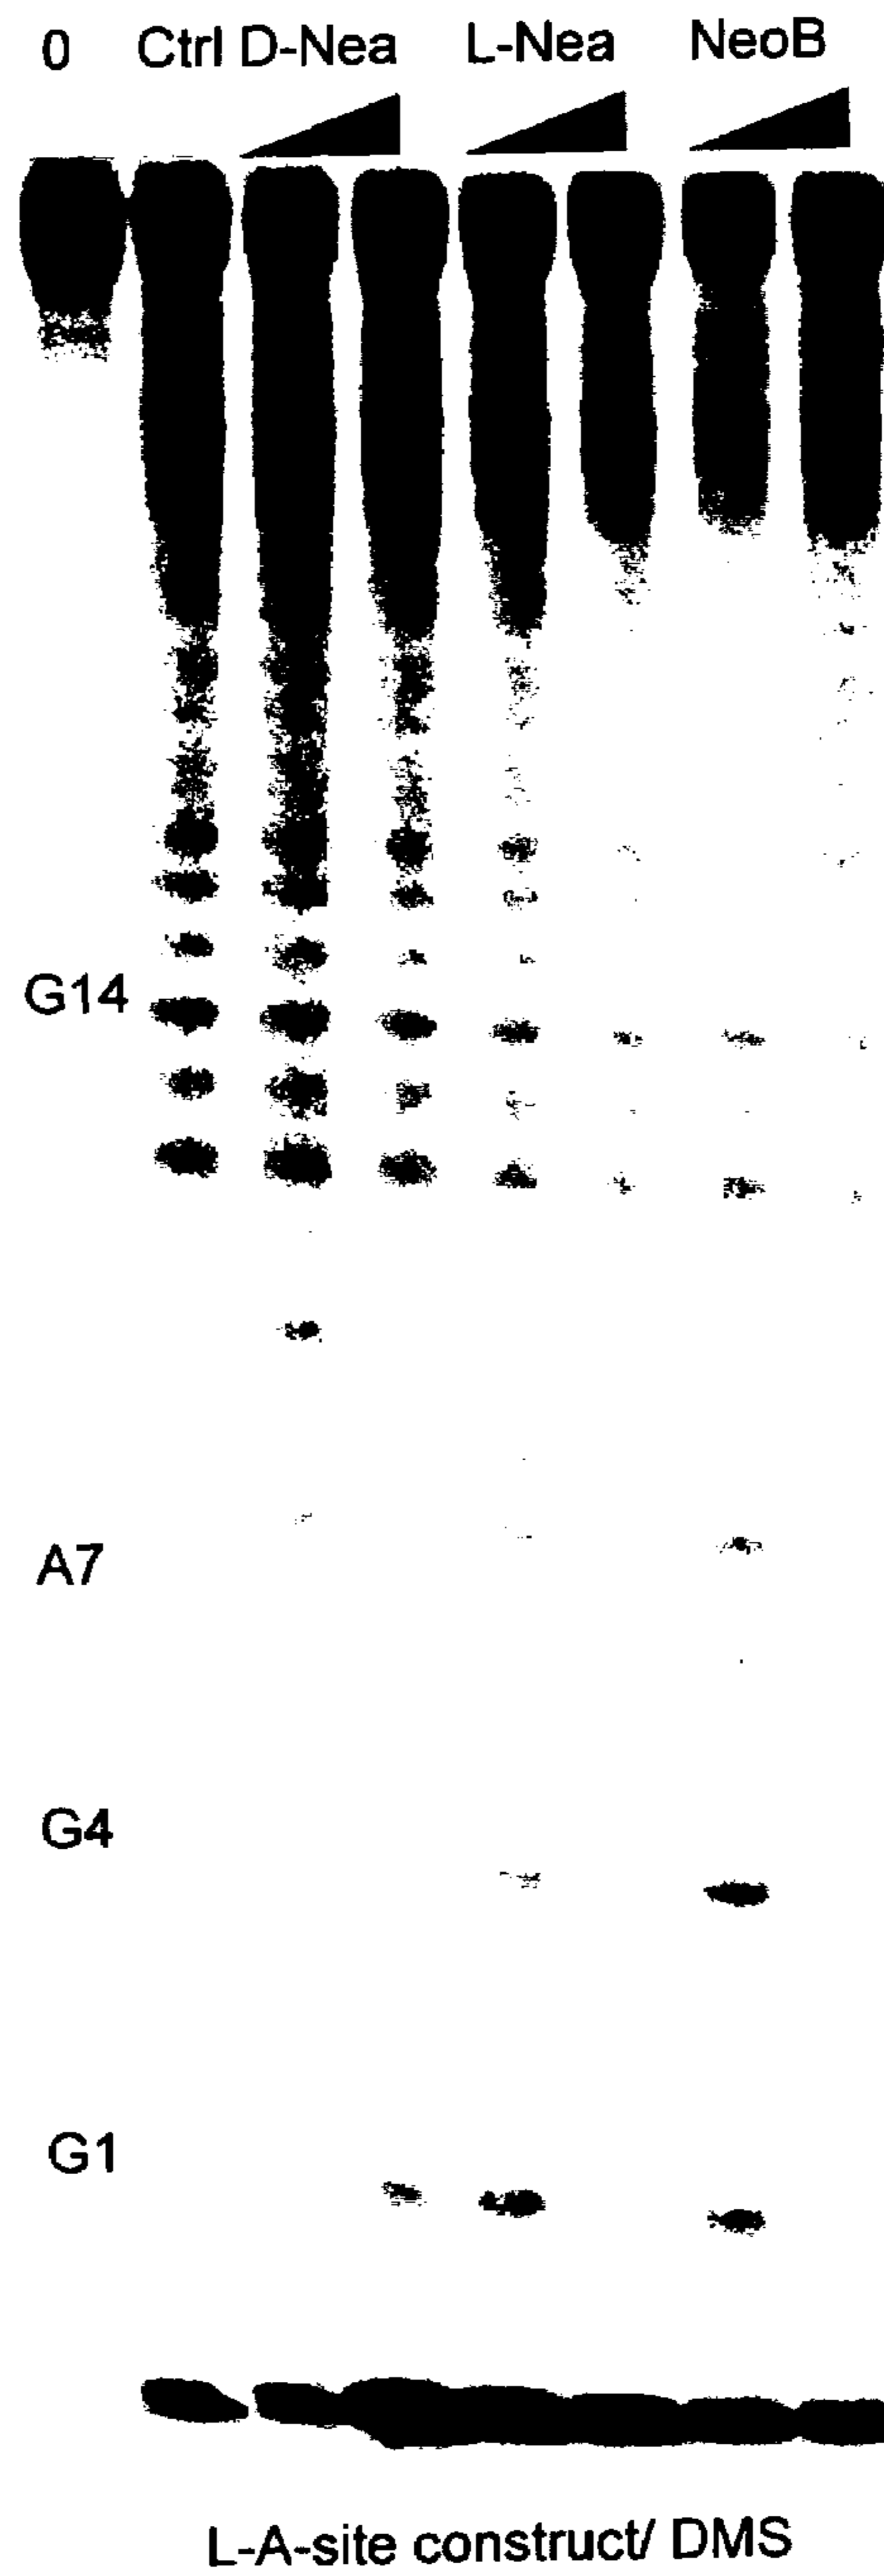 0 Ctrl D-Nea L-Nea NeoB
G14
A7
G4
G1
L-A-site construct/ DMS